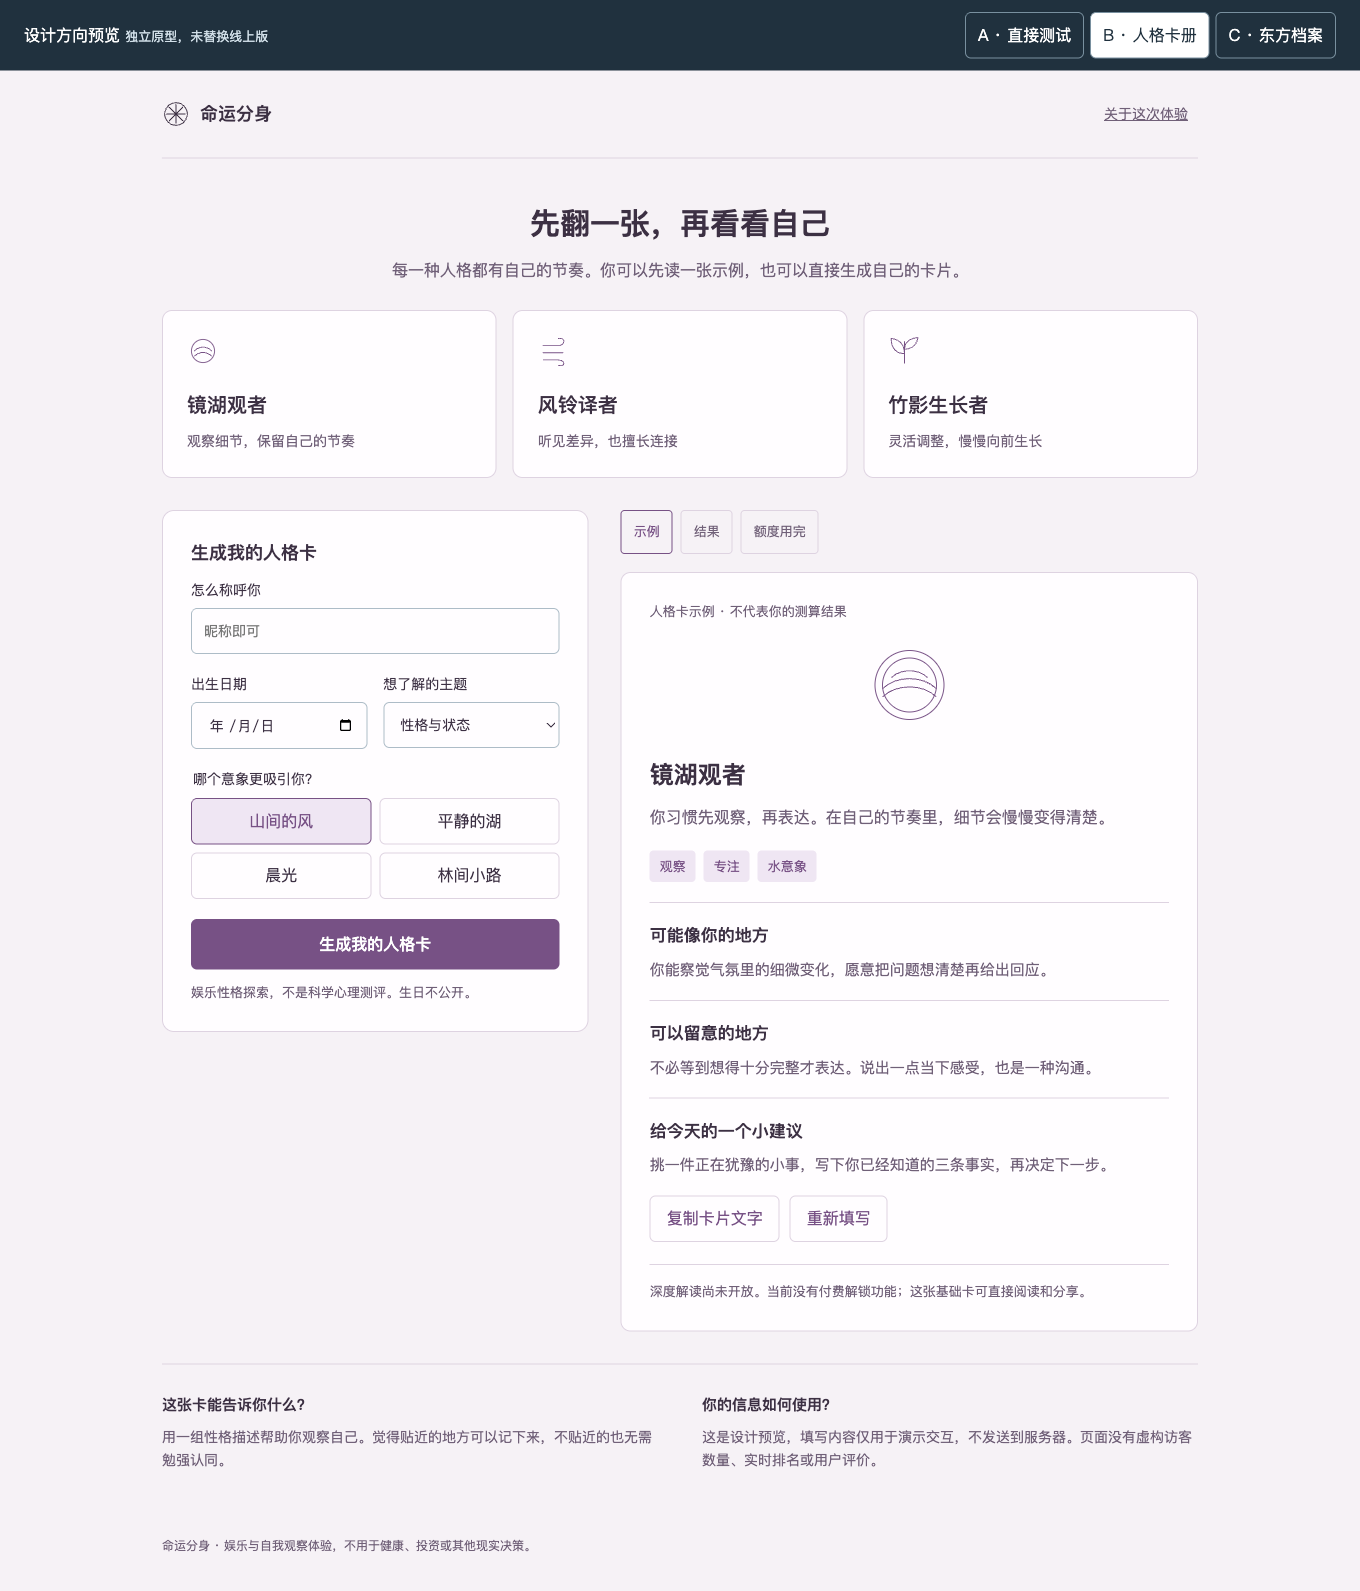 设计方向预览 独立原型，未替换线上版
A · 直接测试
B · 人格卡册
C · 东方档案
命运分身
关于这次体验
先翻一张，再看看自己
每一种人格都有自己的节奏。你可以先读一张示例，也可以直接生成自己的卡片。
镜湖观者
观察细节，保留自己的节奏
风铃译者
听见差异，也擅长连接
竹影生长者
灵活调整，慢慢向前生长
生成我的人格卡
怎么称呼你
昵称即可
出生日期
想了解的主题
年 /月/日
性格与状态
哪个意象更吸引你？
山间的风
平静的湖
晨光
林间小路
生成我的人格卡
娱乐性格探索，不是科学心理测评。生日不公开。
示例
结果
额度用完
人格卡示例 · 不代表你的测算结果
镜湖观者
你习惯先观察，再表达。在自己的节奏里，细节会慢慢变得清楚。
观察
专注
水意象
可能像你的地方
你能察觉气氛里的细微变化，愿意把问题想清楚再给出回应。
可以留意的地方
不必等到想得十分完整才表达。说出一点当下感受，也是一种沟通。
给今天的一个小建议
挑一件正在犹豫的小事，写下你已经知道的三条事实，再决定下一步。
复制卡片文字
重新填写
深度解读尚未开放。当前没有付费解锁功能；这张基础卡可直接阅读和分享。
这张卡能告诉你什么？
用一组性格描述帮助你观察自己。觉得贴近的地方可以记下来，不贴近的也无需
勉强认同。
你的信息如何使用？
这是设计预览，填写内容仅用于演示交互，不发送到服务器。页面没有虚构访客
数量、实时排名或用户评价。
命运分身 · 娱乐与自我观察体验，不用于健康、投资或其他现实决策。